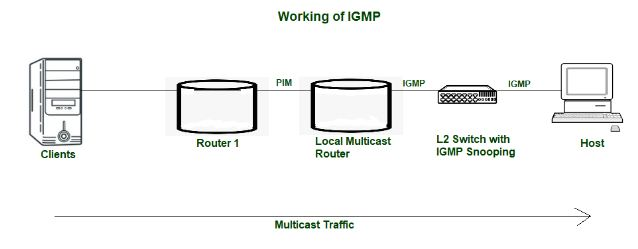 Working of IGMP
PIM
IGMP
IGMP
Clients
Router 1
Local Multicast
Router
L2 Switch with
IGMP Snooping
Host
Multicast Traffic